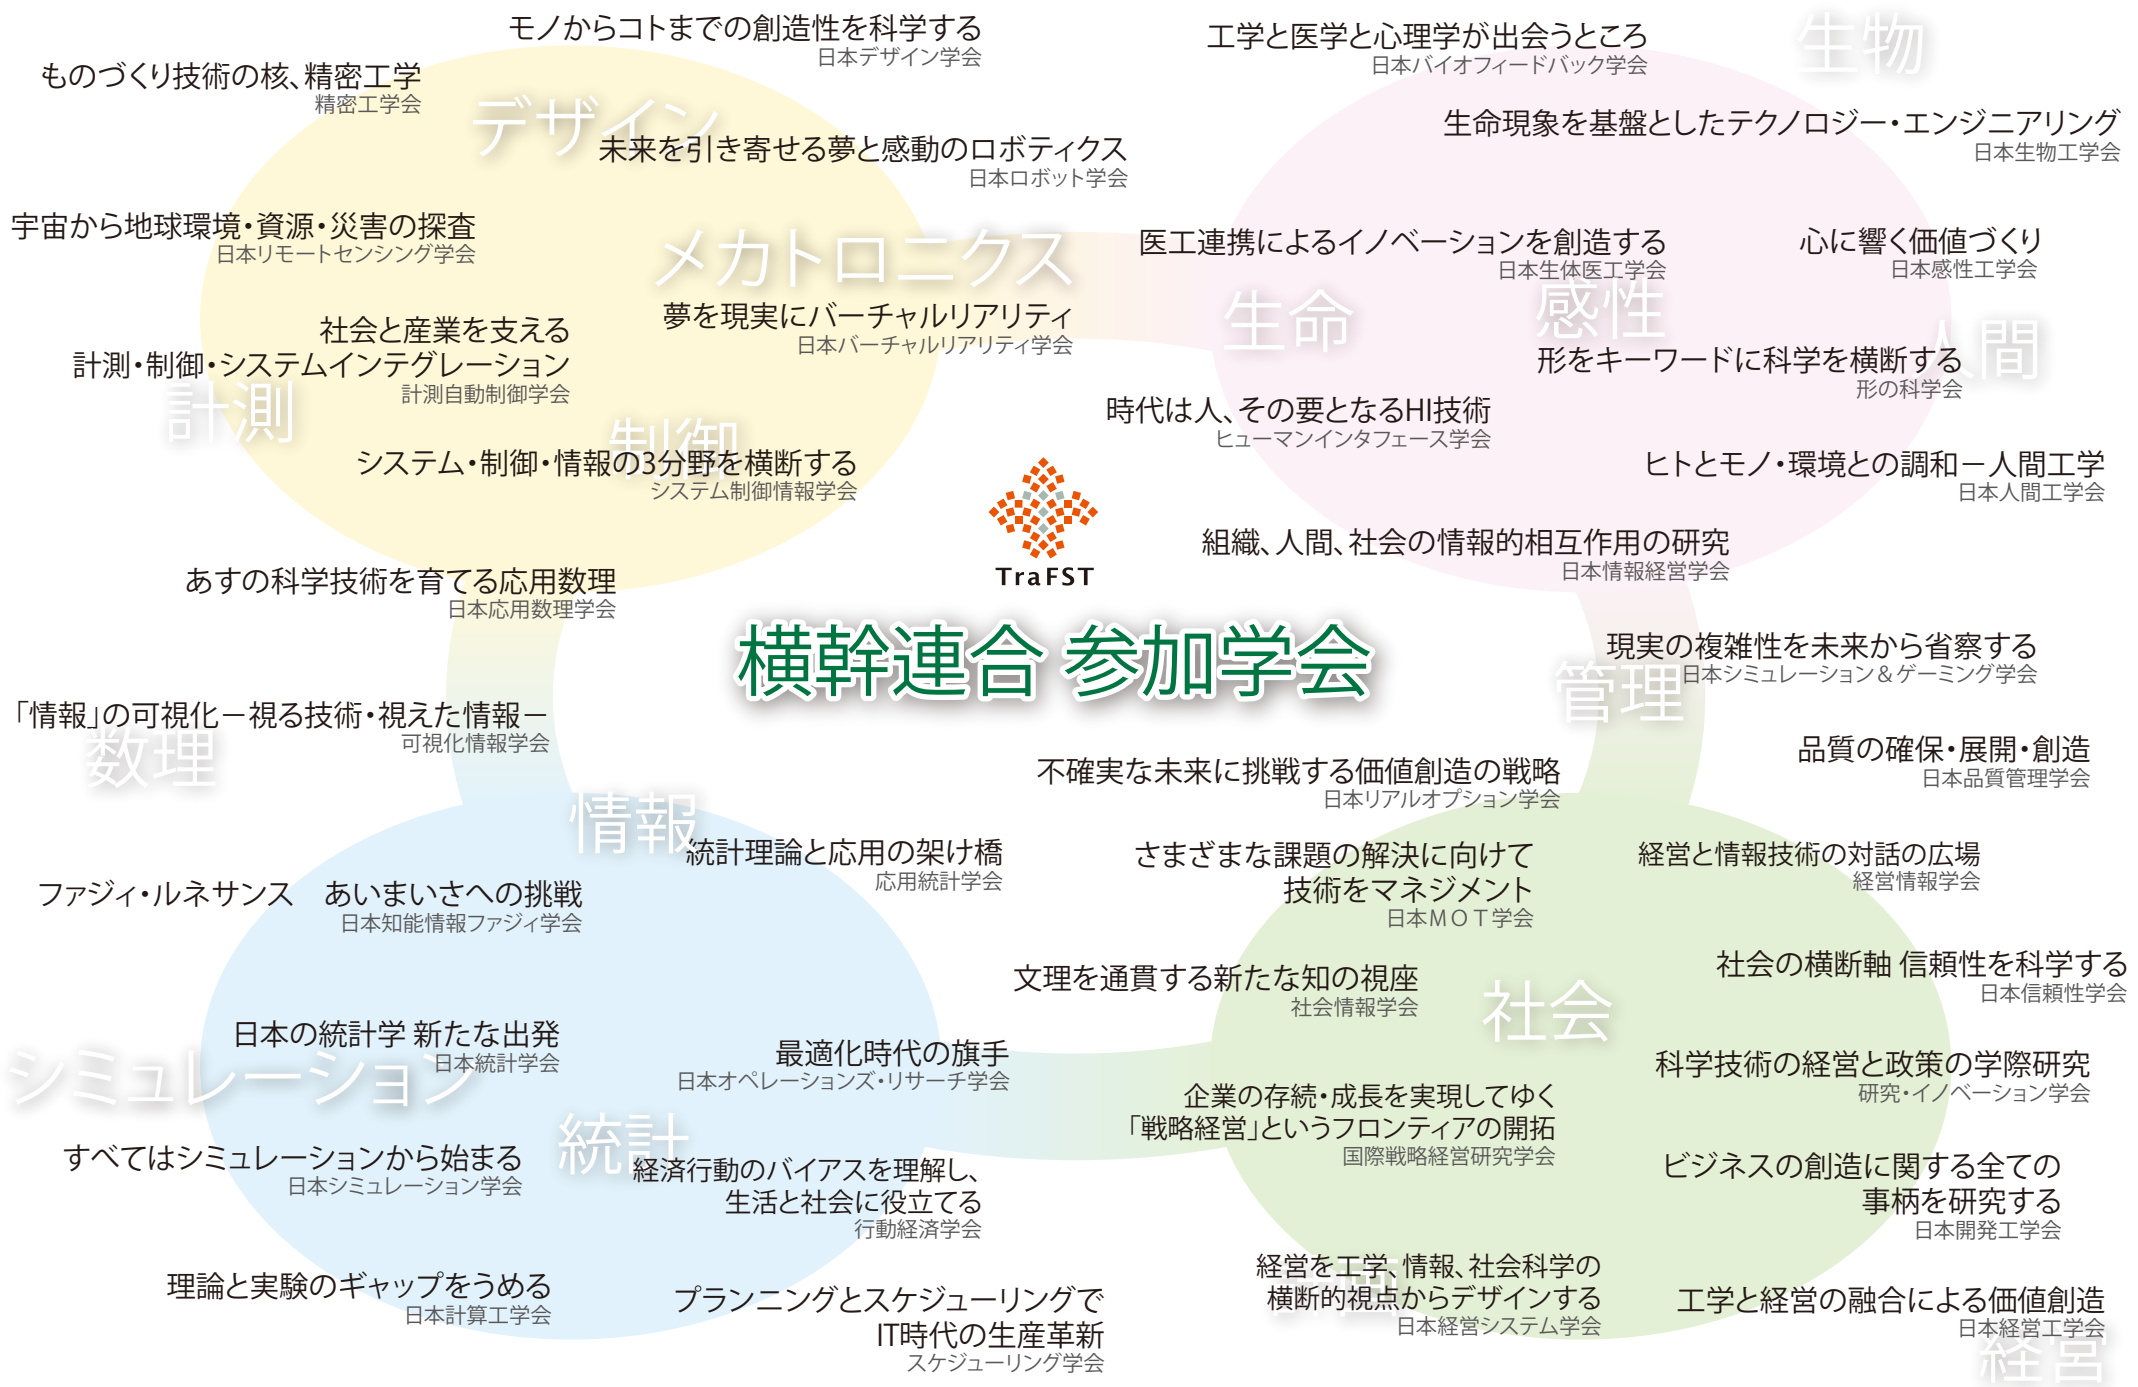 モノからコトまでの創造性を科学する
日本デザイン学会
ものづくり技術の核、精密工学
精密工学会
デザイン
未来を引き寄せる夢と感動のロボティクス
日本ロボット学会
宇宙から地球環境・資源・災害の探査
日本リモートセンシング学会
メカトロニクス
夢を現実にバーチャルリアリティ
日本バーチャルリアリティ学会
社会と産業を支える
計測・制御・システムインテグレーション
計測自動制御学会
計測
制御
システム・制御・情報の3分野を横断する
システム制御情報学会
あすの科学技術を育てる応用数理
日本応用数理学会
工学と医学と心理学が出会うところ
日本バイオフィードバック学会
生物
生命現象を基盤としたテクノロジー・エンジニアリング
日本生物工学会
医工連携によるイノベーションを創造する
日本生体医工学会
心に響く価値づくり
日本感性工学会
生命
感性
人間
形をキーワードに科学を横断する
形の科学会
時代は人、その要となるHI技術
ヒューマンインタフェース学会
ヒトとモノ・環境との調和－人間工学
日本人間工学会
組織、人間、社会の情報的相互作用の研究
日本情報経営学会
TraFST
横幹連合 参加学会
現実の複雑性を未来から省察する
日本シミュレーション＆ゲーミング学会
管理
「情報」の可視化－視る技術・視えた情報－
可視化情報学会
数理
情報
統計理論と応用の架け橋
応用統計学会
ファジィ・ルネサンス　あいまいさへの挑戦
日本知能情報ファジィ学会
日本の統計学 新たな出発
日本統計学会
シミュレーション
最適化時代の旗手
日本オペレーションズ・リサーチ学会
統計
すべてはシミュレーションから始まる
日本シミュレーション学会
経済行動のバイアスを理解し、
生活と社会に役立てる
行動経済学会
理論と実験のギャップをうめる
日本計算工学会
プランニングとスケジューリングで
IT時代の生産革新
スケジューリング学会
品質の確保・展開・創造
日本品質管理学会
不確実な未来に挑戦する価値創造の戦略
日本リアルオプション学会
さまざまな課題の解決に向けて
技術をマネジメント
日本ＭＯＴ学会
経営と情報技術の対話の広場
経営情報学会
文理を通貫する新たな知の視座
社会情報学会
社会
社会の横断軸 信頼性を科学する
日本信頼性学会
科学技術の経営と政策の学際研究
研究・イノベーション学会
企業の存続・成長を実現してゆく
「戦略経営」というフロンティアの開拓
国際戦略経営研究学会
ビジネスの創造に関する全ての
事柄を研究する
日本開発工学会
経営を工学、情報、社会科学の
横断的視点からデザインする
日本経営システム学会
工学と経営の融合による価値創造
日本経営工学会
経営